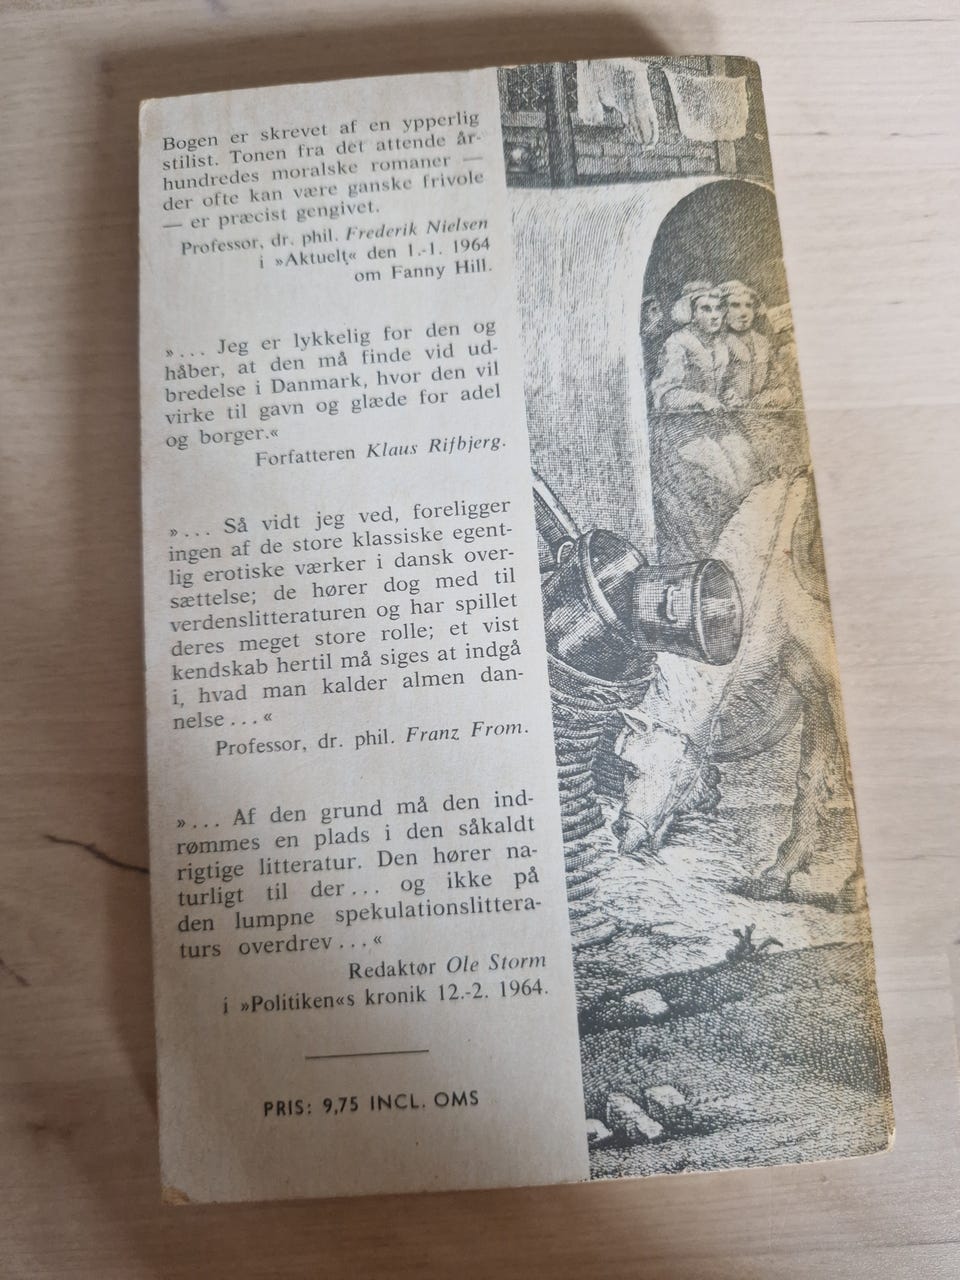 Bogen er skrevet af en ypperlig
stilist. Tonen fra det attende år-
hundredes moralske romaner —
der ofte kan være ganske frivole
— er præcist gengivet.
Professor, dr. phil. Frederik Nielsen
i »Aktuelt« den 1.-1. 1964
om Fanny Hill.
»... Jeg er lykkelig for den og
håber, at den må finde vid ud-
bredelse i Danmark, hvor den vil
virke til gavn og glæde for adel
og borger.«
Forfatteren Klaus Rifbjerg.
»... Så vidt jeg ved, foreligger
ingen af de store klassiske egent-
lig erotiske værker i dansk over-
sættelse; de hører dog med til
verdenslitteraturen og har spillet
deres meget store rolle; et vist
kendskab hertil må siges at indgå
i, hvad man kalder almen dan-
nelse...«
Professor, dr. phil. Franz From.
»... Af den grund må den ind-
rømmes en plads i den såkaldt
rigtige litteratur. Den hører na-
turligt til der... og ikke på
den lumpne spekulationslittera-
turs overdrev...«
Redaktør Ole Storm
i »Politiken«s kronik 12.-2. 1964.
PRIS: 9,75 INCL. OMS